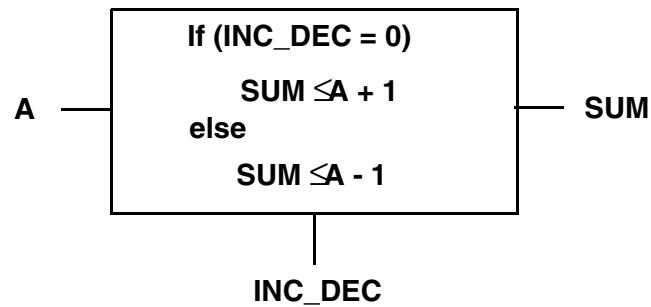 If (INC_DEC = 0)
SUM ≤A + 1
A
SUM
else
SUM ≤A - 1
INC_DEC